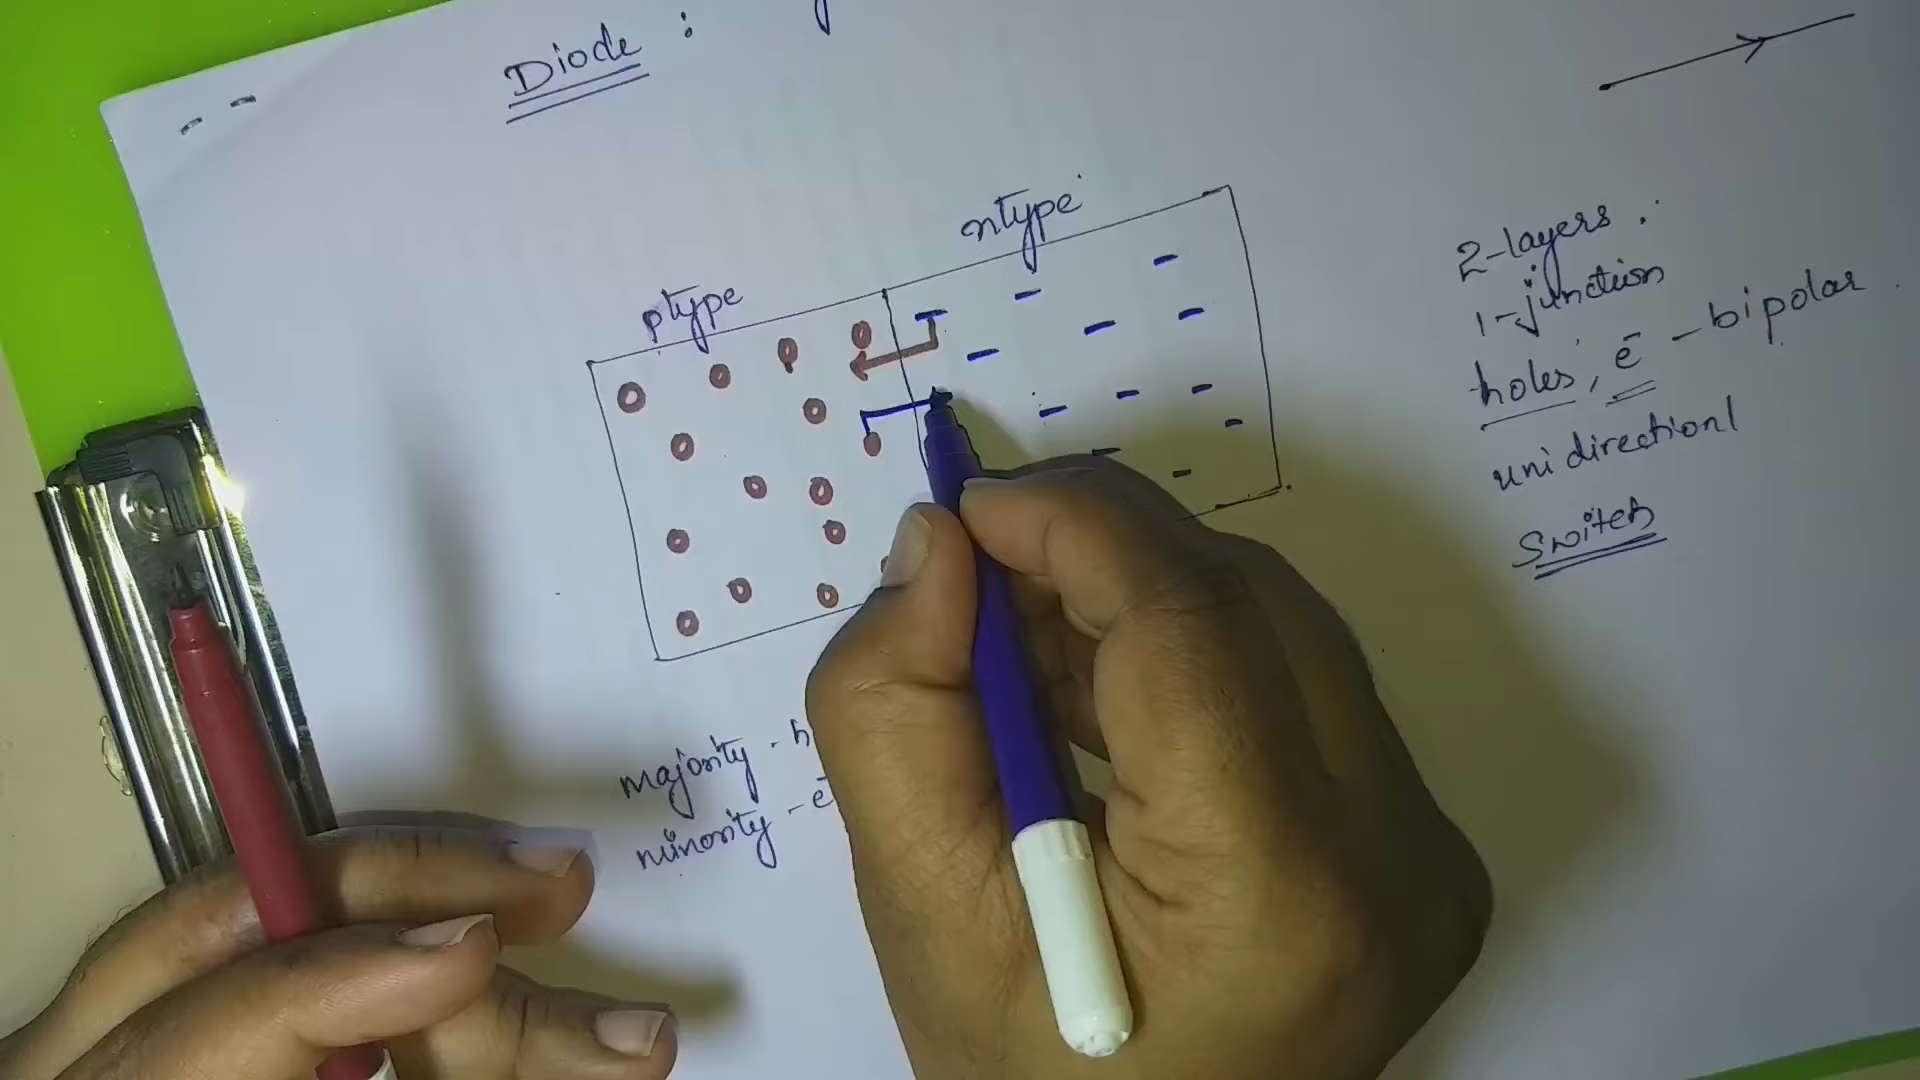 Diode :
ntype
ptype
2-layers .
1-junction
holes, e̅ - bipolar
unidirectionl
Switch
majority - h
minority - e̅